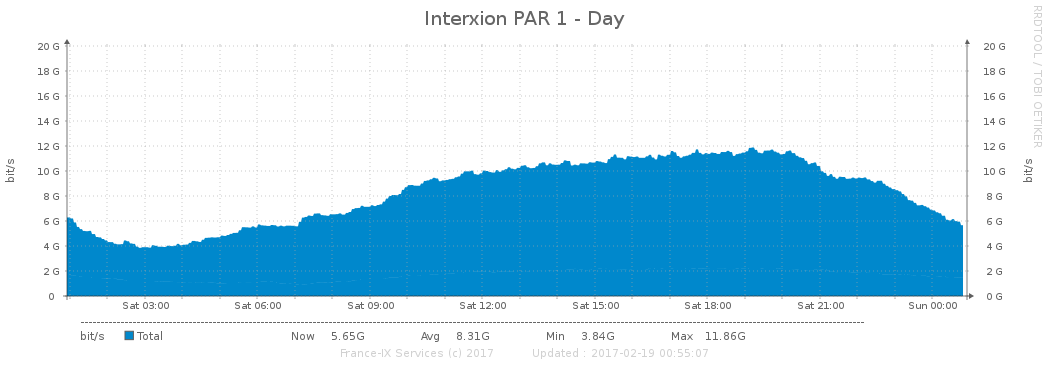 Interxion PAR 1 - Day
RRDTOOL / TOBI OETIKER
20 G 20 G
18 G 18 G
16 G 16 G
14 G 14 G
12 G 12 G
10 G 10 G
8 G 8 G
6 G 6 G
4 G 4 G
2 G 2 G
0 0 G
bit/s
bit/s
Sat 03:00 Sat 06:00 Sat 09:00 Sat 12:00 Sat 15:00 Sat 18:00 Sat 21:00 Sun 00:00
bit/s Total Now 5.65G Avg 8.31G Min 3.84G Max 11.86G
France-IX Services (c) 2017 Updated : 2017-02-19 00:55:07